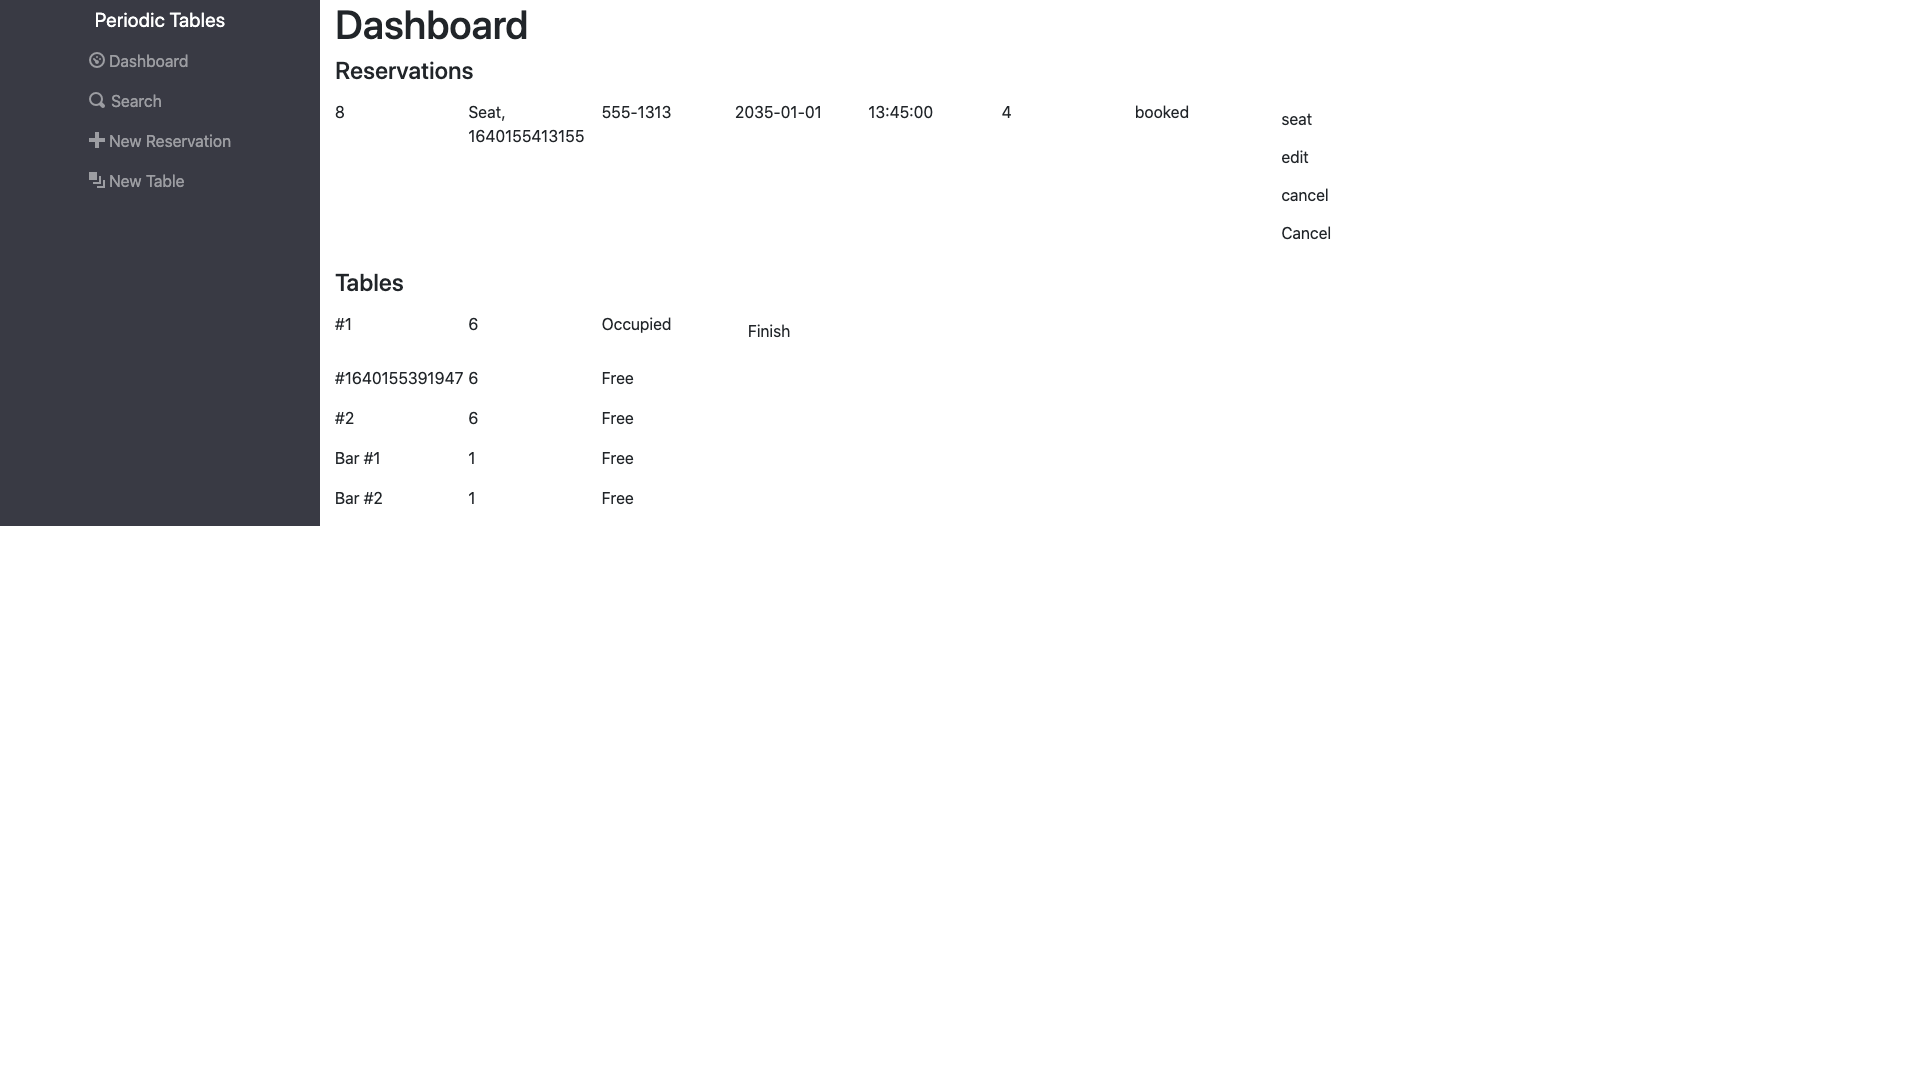 Periodic Tables
Dashboard
Search
New Reservation
New Table
Dashboard
Reservations
8 Seat, 555-1313 2035-01-01 13:45:00 4 booked seat
1640155413155
edit
cancel
Cancel
Tables
#1 6 Occupied Finish
#1640155391947 6 Free
#2 6 Free
Bar #1 1 Free
Bar #2 1 Free